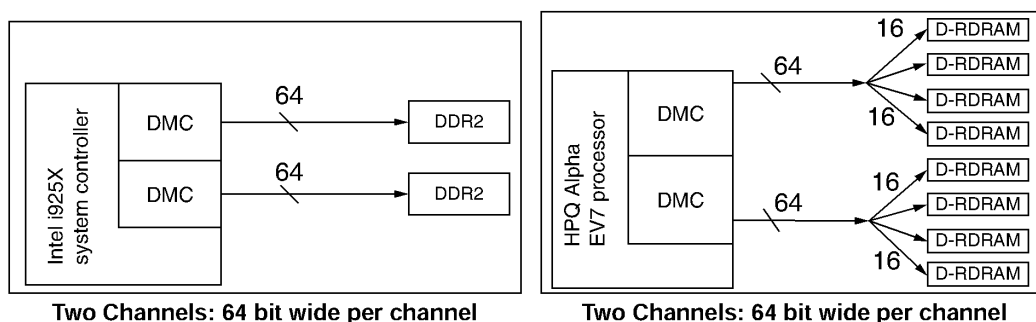 Intel i925X
system controller
DMC
DMC
64
64
DDR2
DDR2
Two Channels: 64 bit wide per channel
HPQ Alpha
EV7 processor
DMC
DMC
64
64
16
16
16
16
D-RDRAM
D-RDRAM
D-RDRAM
D-RDRAM
D-RDRAM
D-RDRAM
D-RDRAM
D-RDRAM
Two Channels: 64 bit wide per channel